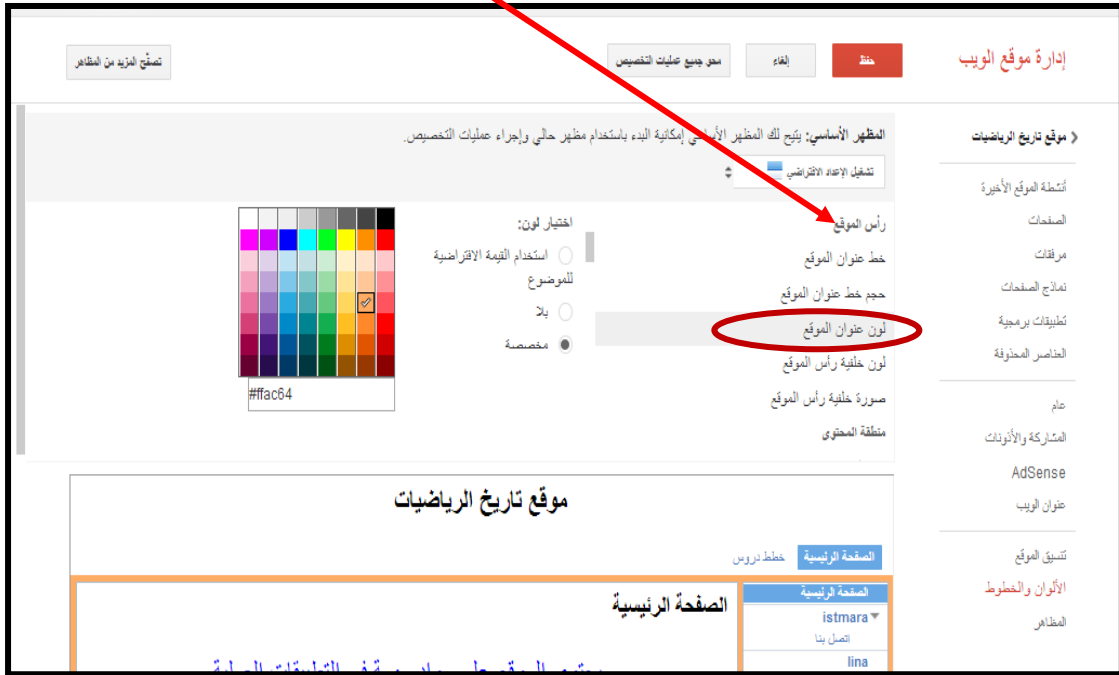 إدارة موقع الويب
حفظ
إلغاء
محو جميع عمليات التخصيص
تصفّح المزيد من المظاهر
موقع تاريخ الرياضيات
أنشطة الموقع الأخيرة
الصفحات
مرفقات
نماذج الصفحات
تطبيقات برمجية
العناصر المحذوفة
عام
المشاركة والأذونات
AdSense
عنوان الويب
تنسيق الموقع
الألوان والخطوط
المظاهر
المظهر الأساسي: يتيح لك المظهر الأساسي إمكانية البدء باستخدام مظهر حالي وإجراء عمليات التخصيص.
تشغيل الإعداد الافتراضي
رأس الموقع
خط عنوان الموقع
حجم خط عنوان الموقع
لون عنوان الموقع
لون خلفية رأس الموقع
صورة خلفية رأس الموقع
منطقة المحتوى
اختيار لون:
استخدام القيمة الافتراضية
للموضوع
بلا
مخصصة
#ffac64
موقع تاريخ الرياضيات
الصفحة الرئيسية خطط دروس
الصفحة الرئيسية
istmara
اتصل بنا
lina
الصفحة الرئيسية